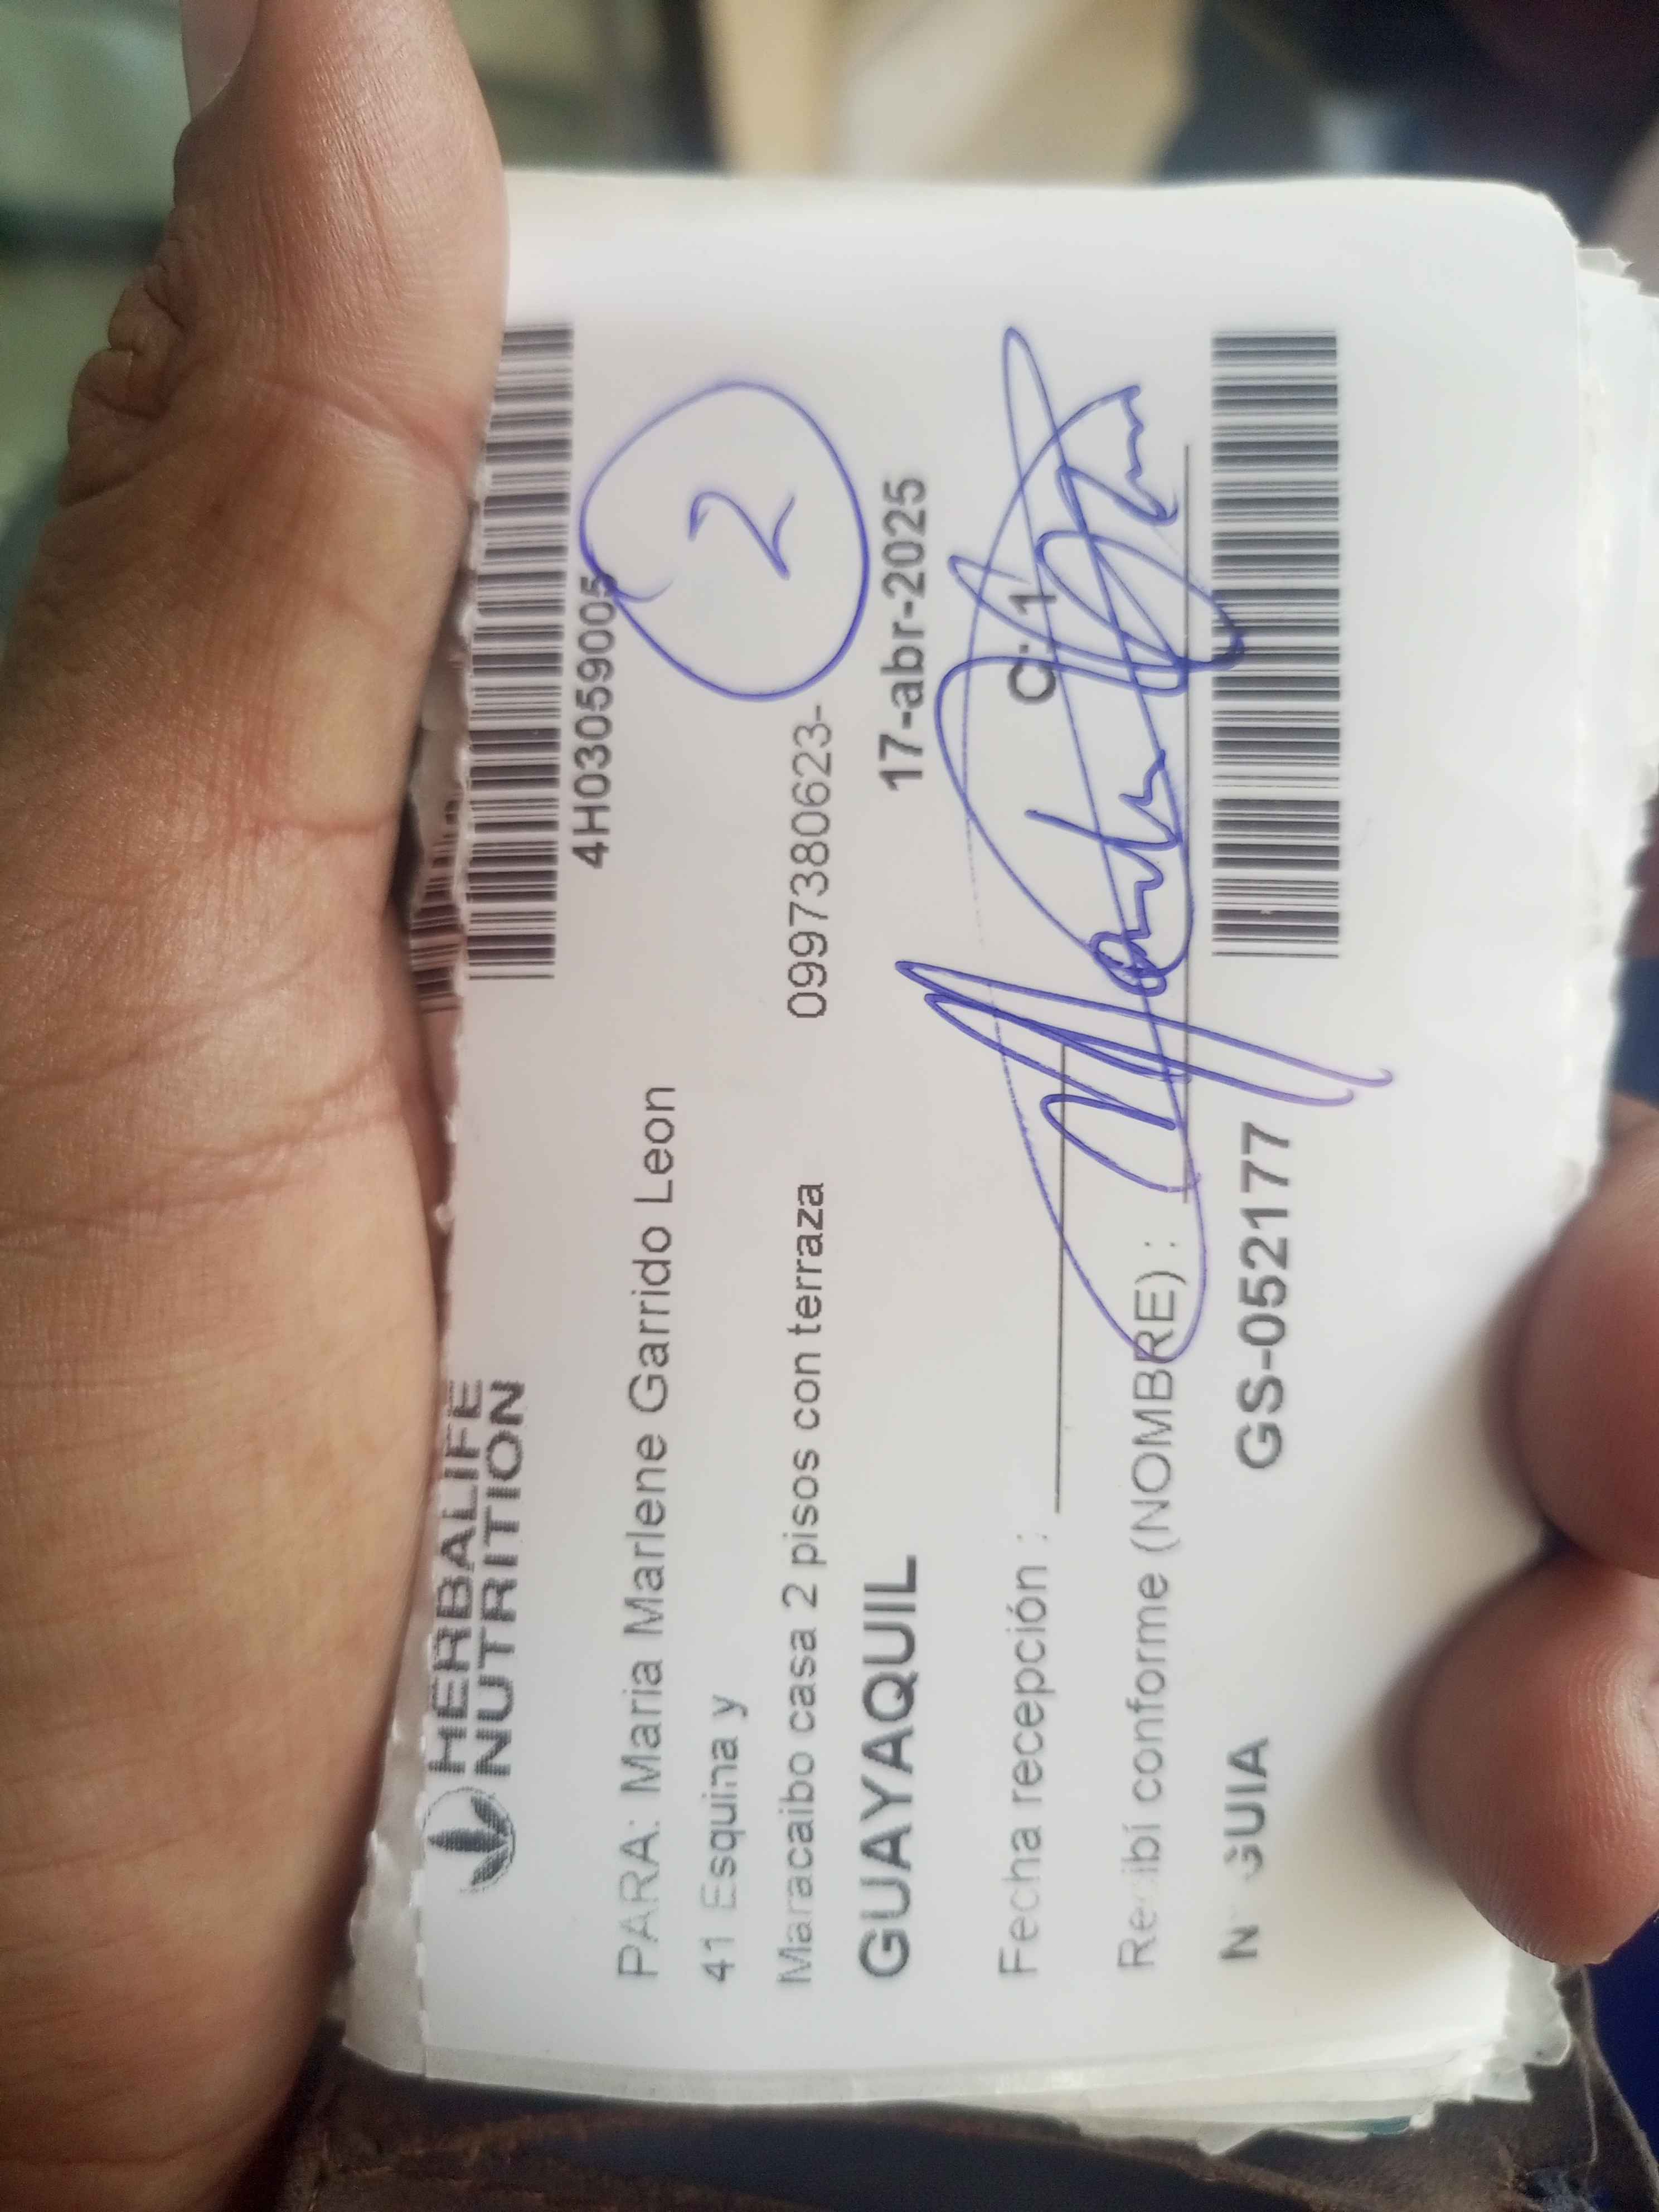 HERBALIFE
NUTRITION
4H03059005
PARA: Maria Marlene Garrido Leon
2
41 Esquina y
Maracaibo casa 2 pisos con terraza 0997380623-
GUAYAQUIL 17-abr-2025
Fecha recepción :
C:1
Recibí conforme (NOMBRE) :
N GUIA GS-052177